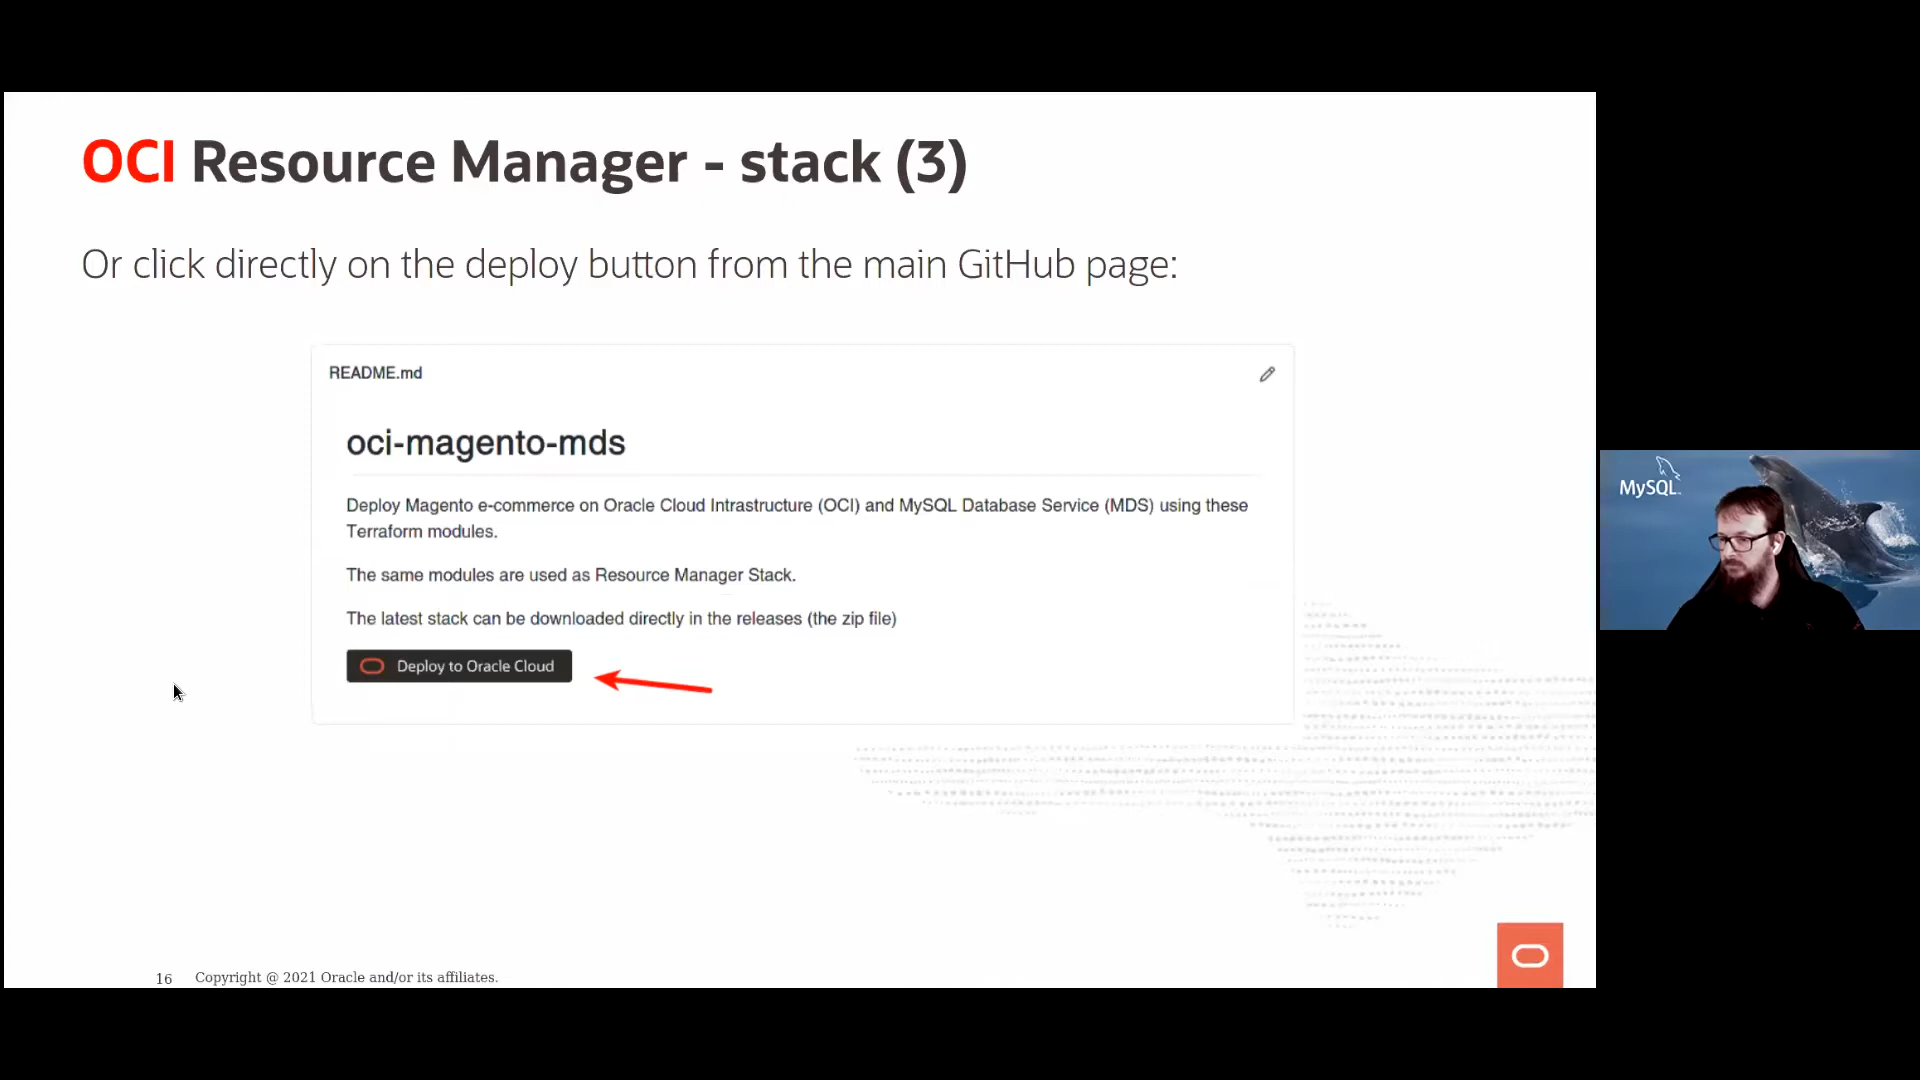 OCI Resource Manager - stack (3)
Or click directly on the deploy button from the main GitHub page:
README.md
oci-magento-mds
Deploy Magento e-commerce on Oracle Cloud Intrastructure (OCI) and MySQL Database Service (MDS) using these
Terraform modules.
The same modules are used as Resource Manager Stack.
The latest stack can be downloaded directly in the releases (the zip file)
Deploy to Oracle Cloud
MySQL
16 Copyright @ 2021 Oracle and/or its affiliates.